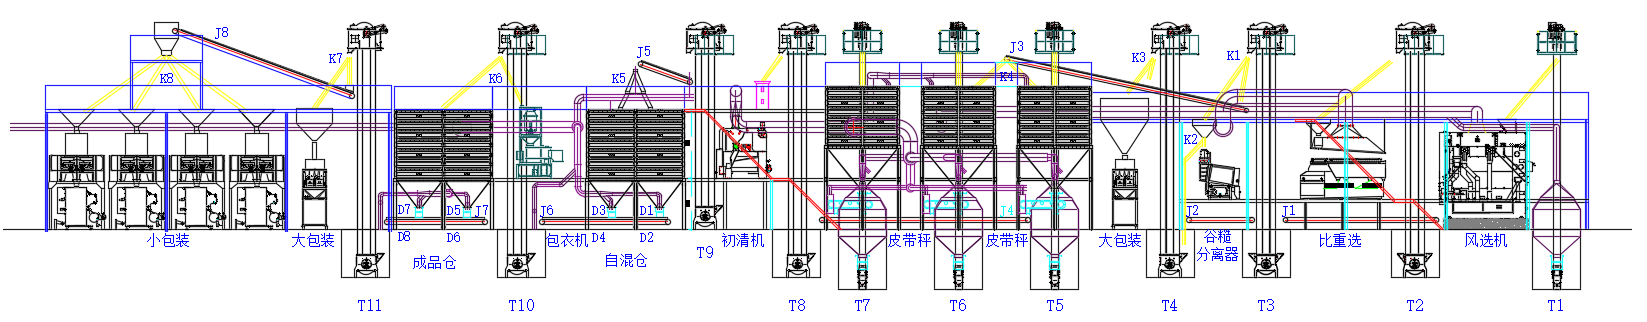 J8
K7
K8
K6
J5
K5
J3
K4
K3
K1
K2
D7
D5
J7
J6
D3
D1
J4
J2
J1
小包装
大包装
D8
D6
成品仓
包衣机
D4
D2
自混仓
T9
初清机
皮带秤
皮带秤
大包装
谷糙
分离器
比重选
风选机
T11
T10
T8
T7
T6
T5
T4
T3
T2
T1